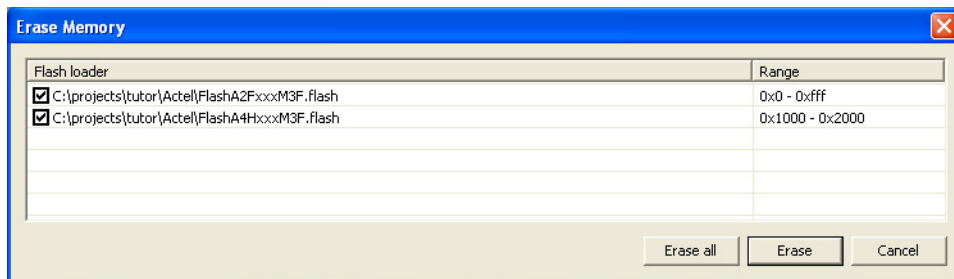 Erase Memory
Flash loader Range
C:\projects\tutor\Actel\FlashA2FxxxM3F.flash 0x0 - 0xfff
C:\projects\tutor\Actel\FlashA4HxxxM3F.flash 0x1000 - 0x2000
Erase all Erase Cancel